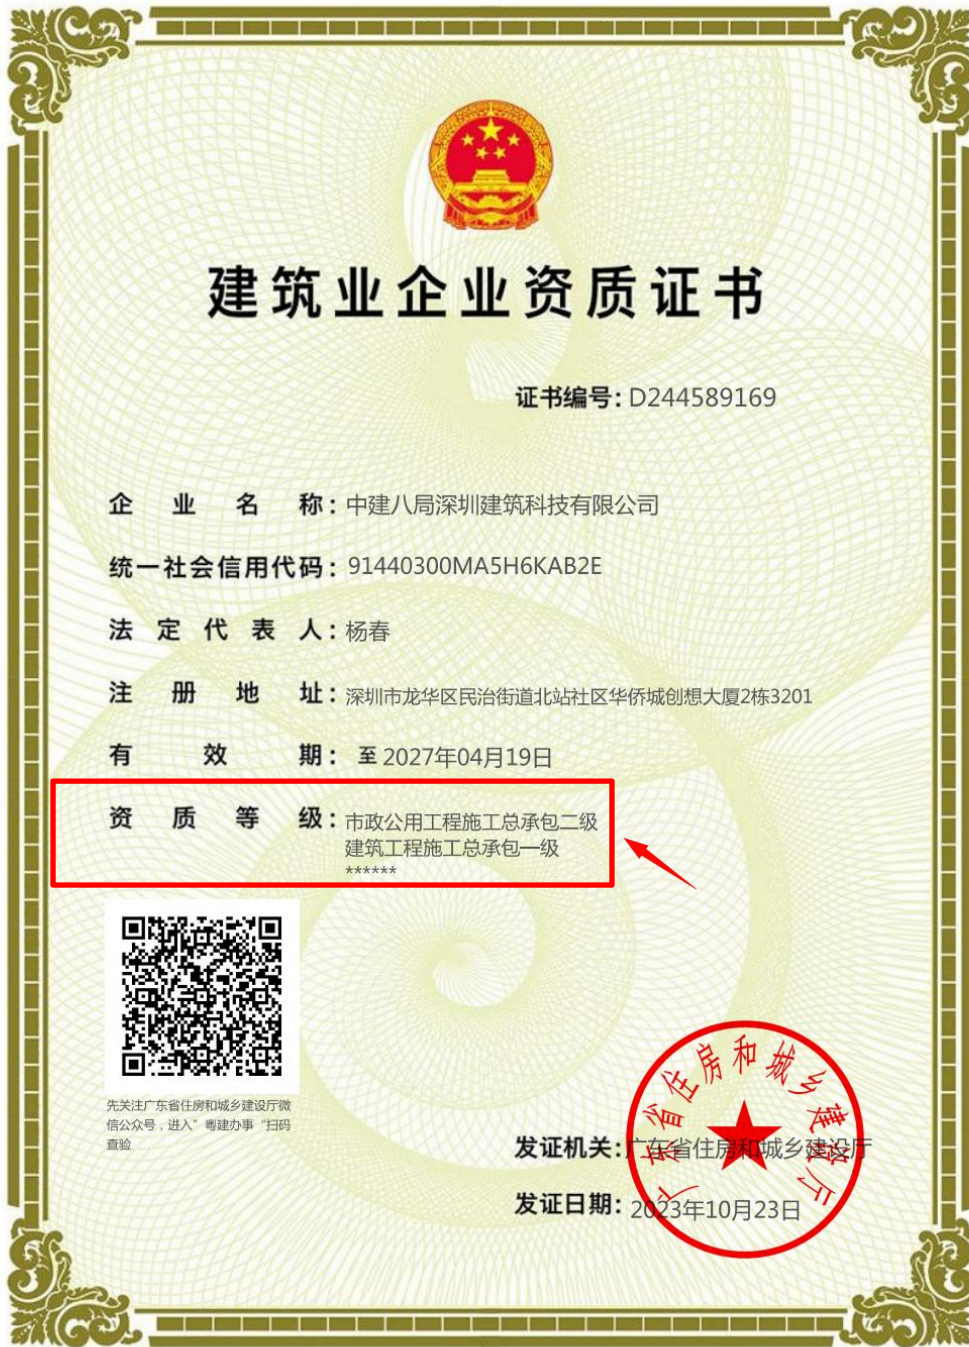 建筑业企业资质证书
证书编号：D244589169
企业名称：中建八局深圳建筑科技有限公司
统一社会信用代码：91440300MA5H6KAB2E
法定代表人：杨春
注册地址：深圳市龙华区民治街道北站社区华侨城创想大厦2栋3201
有效期：至2027年04月19日
资质等级：市政公用工程施工总承包二级
建筑工程施工总承包一级
******
先关注广东省住房和城乡建设厅微
信公众号，进入”粤建办事“扫码
查验
广东省住房和城乡建设厅
发证机关：广东省住房和城乡建设厅
发证日期：2023年10月23日